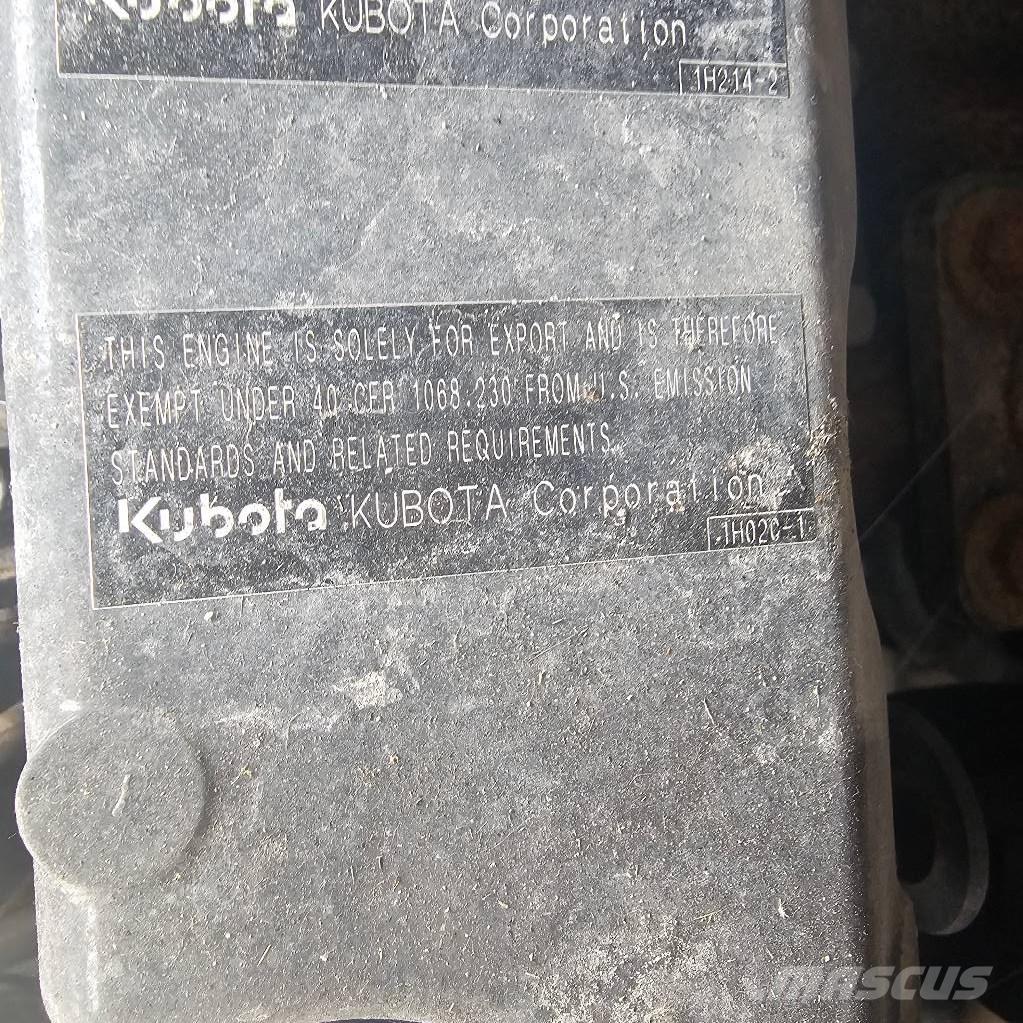 Kubota KUBOTA Corporation
1H214-2
THIS ENGINE IS SOLELY FOR EXPORT AND IS THEREFORE
EXEMPT UNDER 40 CFR 1068.230 FROM U.S. EMISSION
STANDARDS AND RELATED REQUIREMENTS.
Kubota KUBOTA Corporation
1H020-1
MASCUS